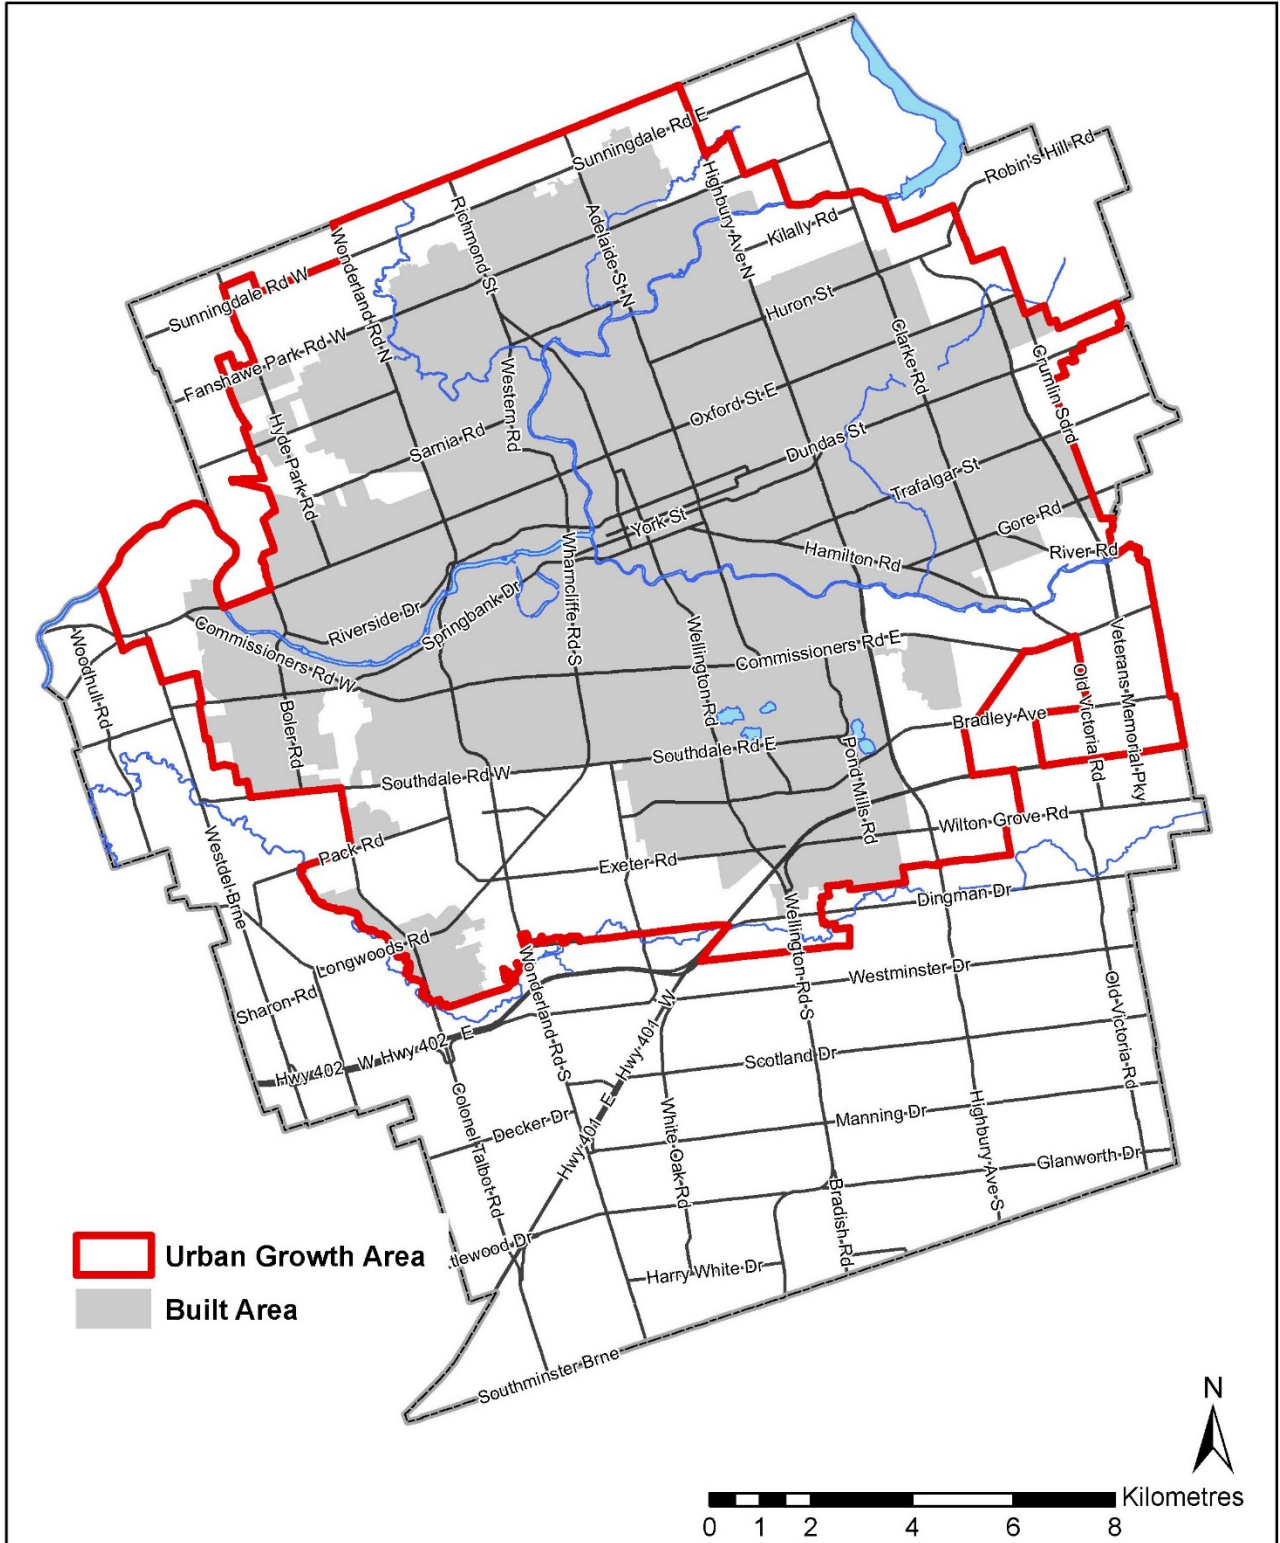 Sunningdale Rd E
Robin's Hill Rd
Highbury Ave N
Richmond St
Adelaide St N
Kilally Rd
Wonderland Rd N
Sunningdale Rd W
Huron St
Fanshawe Park Rd W
Clarke Rd
Crumlin Sdrd
Western Rd
Oxford St E
Hyde Park Rd
Sarnia Rd
Dundas St
Trafalgar St
York St
Gore Rd
Hamilton Rd
River Rd
Wharncliffe Rd S
Riverside Dr
Springbank Dr
Commissioners Rd W
Wellington Rd
Commissioners Rd E
Woodhull Rd
Old Victoria Rd
Veterans Memorial Pky
Boler Rd
Bradley Ave
Southdale Rd E
Pond Mills Rd
Southdale Rd W
Westdel Brne
Pack Rd
Wilton Grove Rd
Exeter Rd
Dingman Dr
Wellington Rd S
Longwoods Rd
Wonderland Rd S
Westminster Dr
Sharon Rd
Old Victoria Rd
Hwy 402 W Hwy 402 E
Hwy 401 E Hwy 401 W
Scotland Dr
Colonel Talbot Rd
Decker Dr
White Oak Rd
Manning Dr
Highbury Ave S
Glanworth Dr
Bradish Rd
tlewood Dr
Harry White Dr
Southminster Brne
Urban Growth Area
Built Area
N
Kilometres
0 1 2 4 6 8